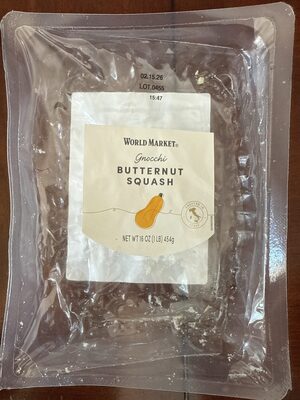 02.15.26
LOT.0455
15:47
WORLD MARKET®
Gnocchi
BUTTERNUT
SQUASH
NET WT 16 OZ (1 LB) 454g